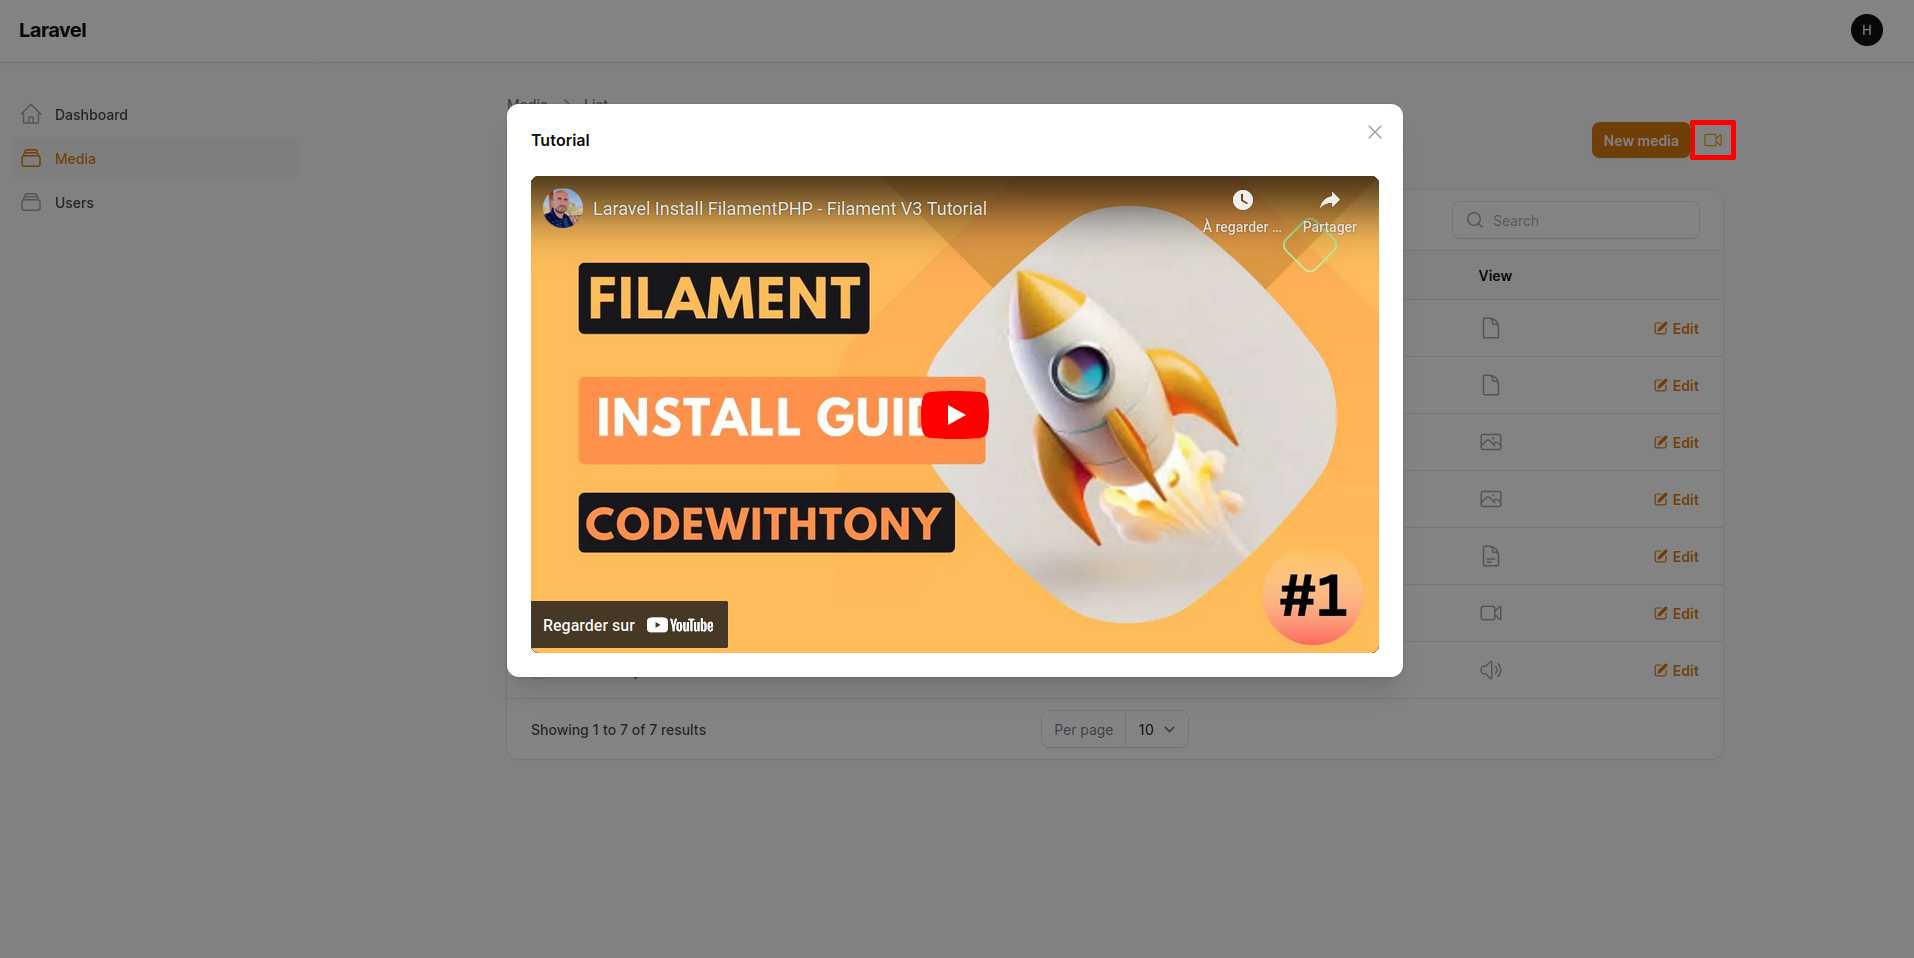 Laravel
H
Dashboard
Media
Users
Media > List
New media
Tutorial
Laravel Install FilamentPHP - Filament V3 Tutorial
À regarder ...
Partager
FILAMENT
INSTALL GUID
CODEWITHTONY
#1
Regarder sur YouTube
Search
View
Edit
Edit
Edit
Edit
Edit
Edit
Edit
Showing 1 to 7 of 7 results
Per page
10